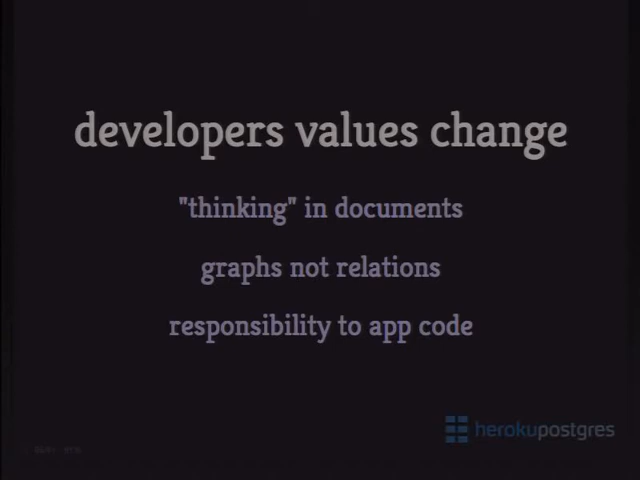 developers values change
"thinking" in documents
graphs not relations
responsibility to app code
herokupostgres